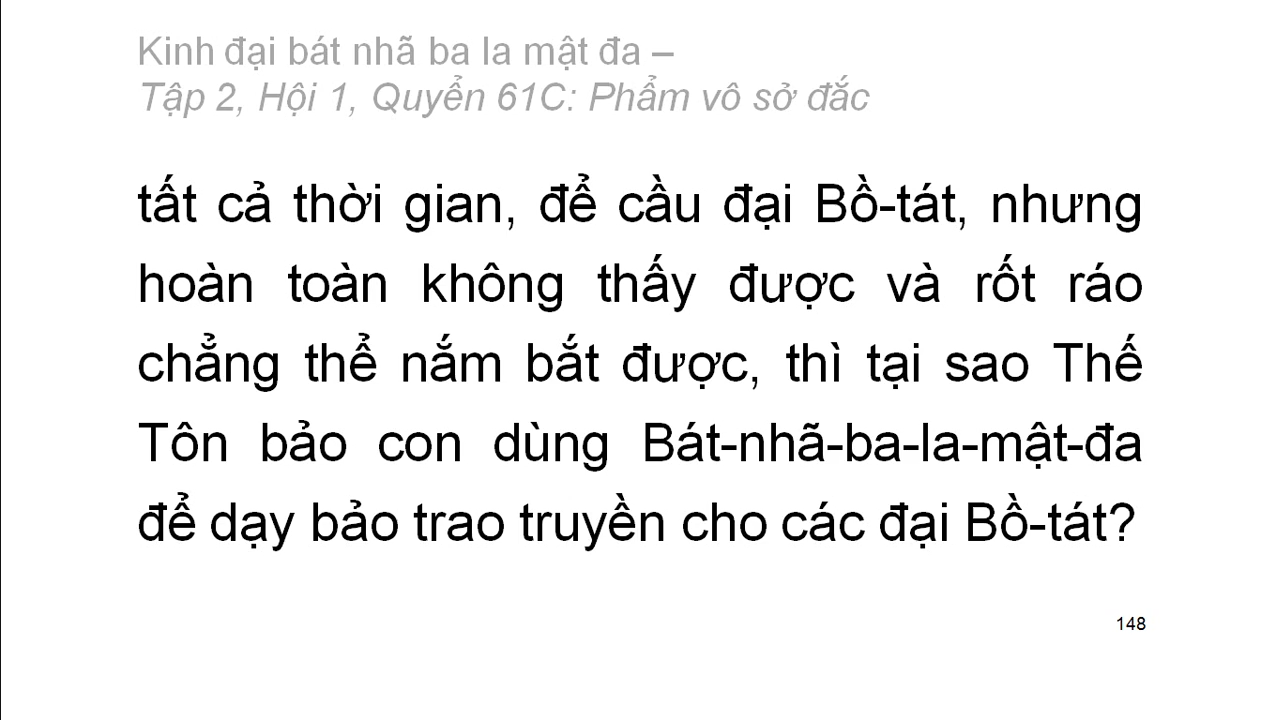 Kinh đại bát nhã ba la mật đa –
Tập 2, Hội 1, Quyển 61C: Phẩm vô sở đắc
tất cả thời gian, để cầu đại Bồ-tát, nhưng
hoàn toàn không thấy được và rốt ráo
chẳng thể nắm bắt được, thì tại sao Thế
Tôn bảo con dùng Bát-nhã-ba-la-mật-đa
để dạy bảo trao truyền cho các đại Bồ-tát?
148